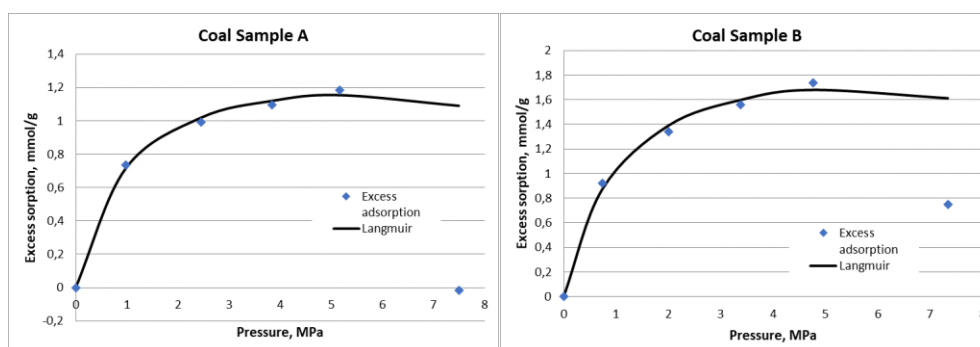 Coal Sample A
1,4
1,2
1
0,8
0,6
0,4
0,2
0
-0,2
Excess sorption, mmol/g
0 1 2 3 4 5 6 7 8
Pressure, MPa
Excess
adsorption
Langmuir
Coal Sample B
2
1,8
1,6
1,4
1,2
1
0,8
0,6
0,4
0,2
0
Excess sorption, mmol/g
0 1 2 3 4 5 6 7 8
Pressure, MPa
Excess
adsorption
Langmuir